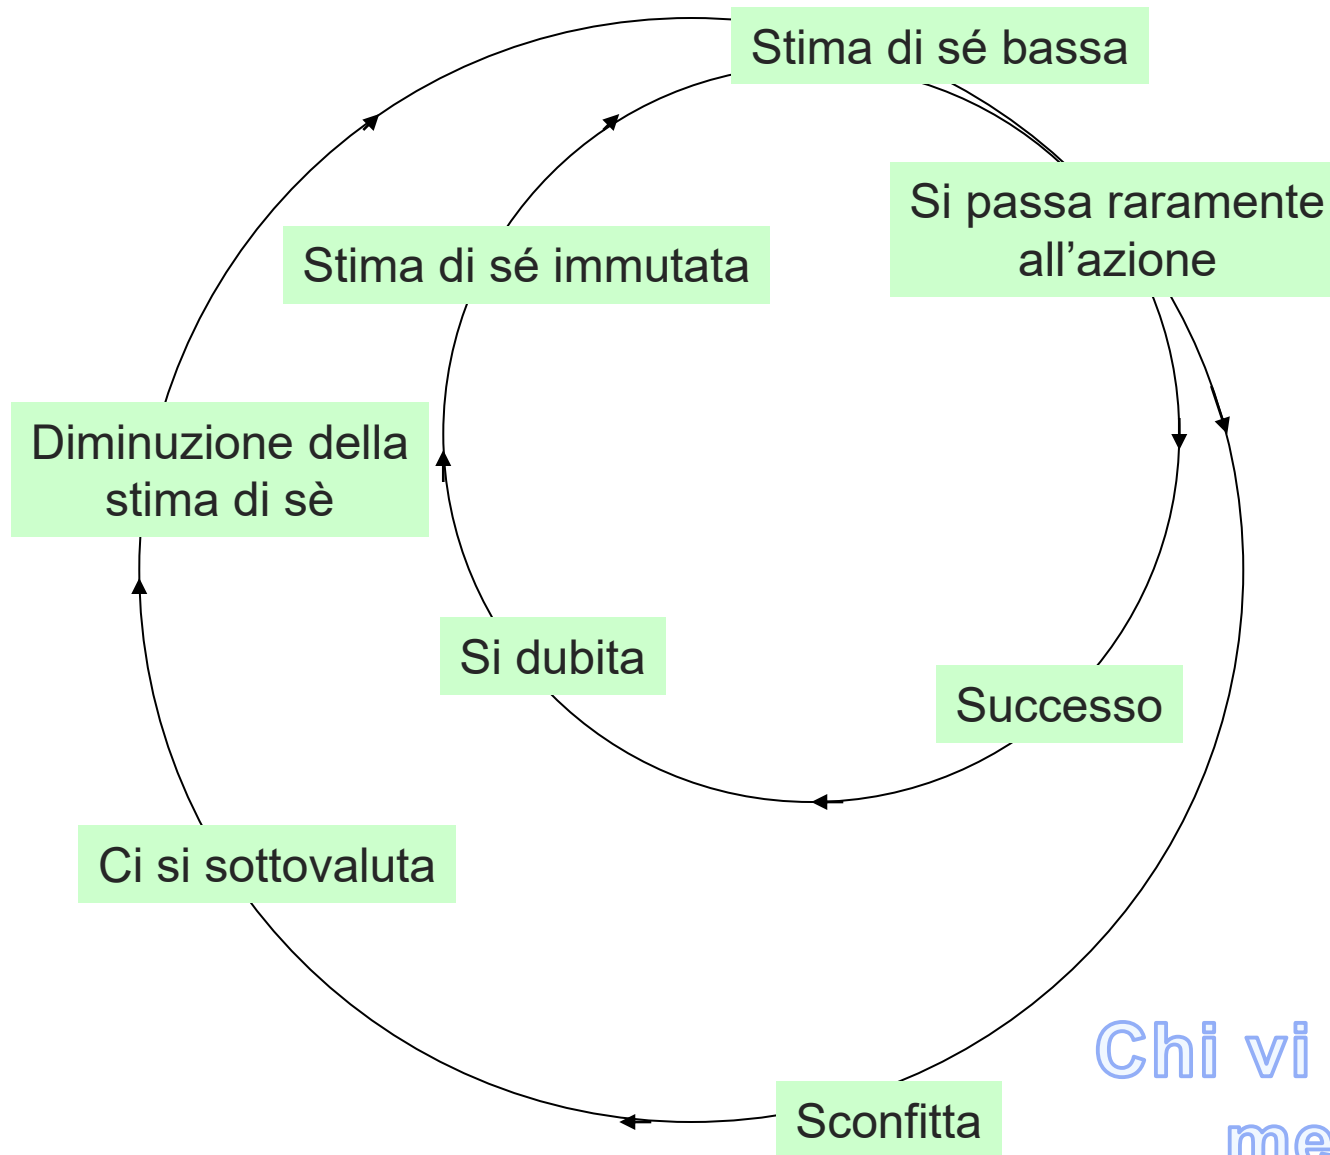 Stima di sé bassa
Si passa raramente
all’azione
Stima di sé immutata
Diminuzione della
stima di sè
Si dubita
Successo
Ci si sottovaluta
Sconfitta
Chi vi